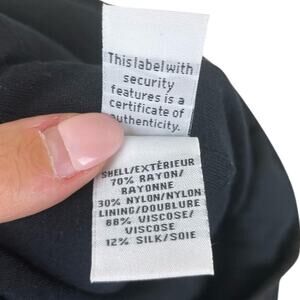 This label with
security
features is a
certificate of
authenticity.
SHELL/EXTÉRIEUR
70% RAYON/
RAYONNE
30% NYLON/NYLON
LINING/DOUBLURE
88% VISCOSE/
VISCOSE
12% SILK/SOIE